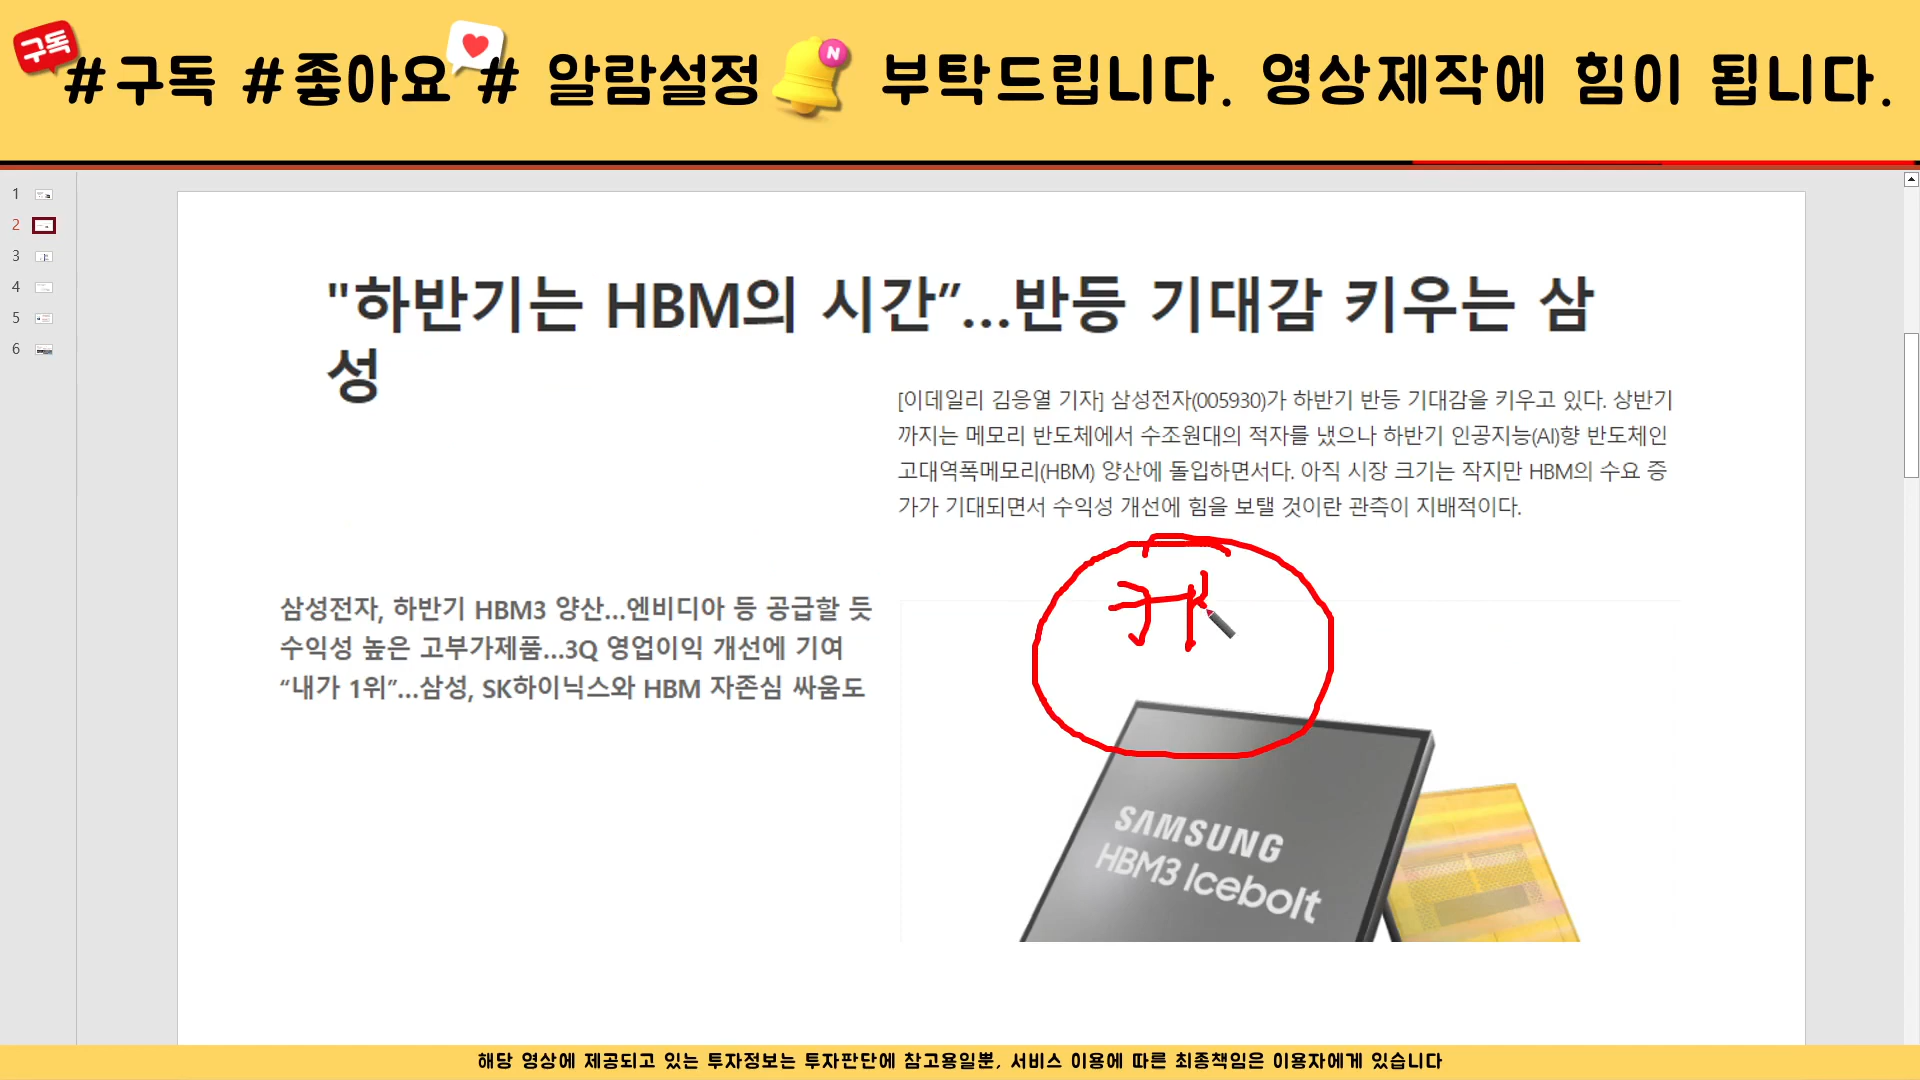 구독
#구독 #좋아요 # 알람설정 N 부탁드립니다. 영상제작에 힘이 됩니다.
1
2
3
4
5
6
"하반기는 HBM의 시간”...반등 기대감 키우는 삼
성
[이데일리 김응열 기자] 삼성전자(005930)가 하반기 반등 기대감을 키우고 있다. 상반기
까지는 메모리 반도체에서 수조원대의 적자를 냈으나 하반기 인공지능(AI)향 반도체인
고대역폭메모리(HBM) 양산에 돌입하면서다. 아직 시장 크기는 작지만 HBM의 수요 증
가가 기대되면서 수익성 개선에 힘을 보탤 것이란 관측이 지배적이다.
삼성전자, 하반기 HBM3 양산...엔비디아 등 공급할 듯
수익성 높은 고부가제품...3Q 영업이익 개선에 기여
“내가 1위”...삼성, SK하이닉스와 HBM 자존심 싸움도
SAMSUNG
HBM3 Icebolt
해당 영상에 제공되고 있는 투자정보는 투자판단에 참고용일뿐, 서비스 이용에 따른 최종책임은 이용자에게 있습니다